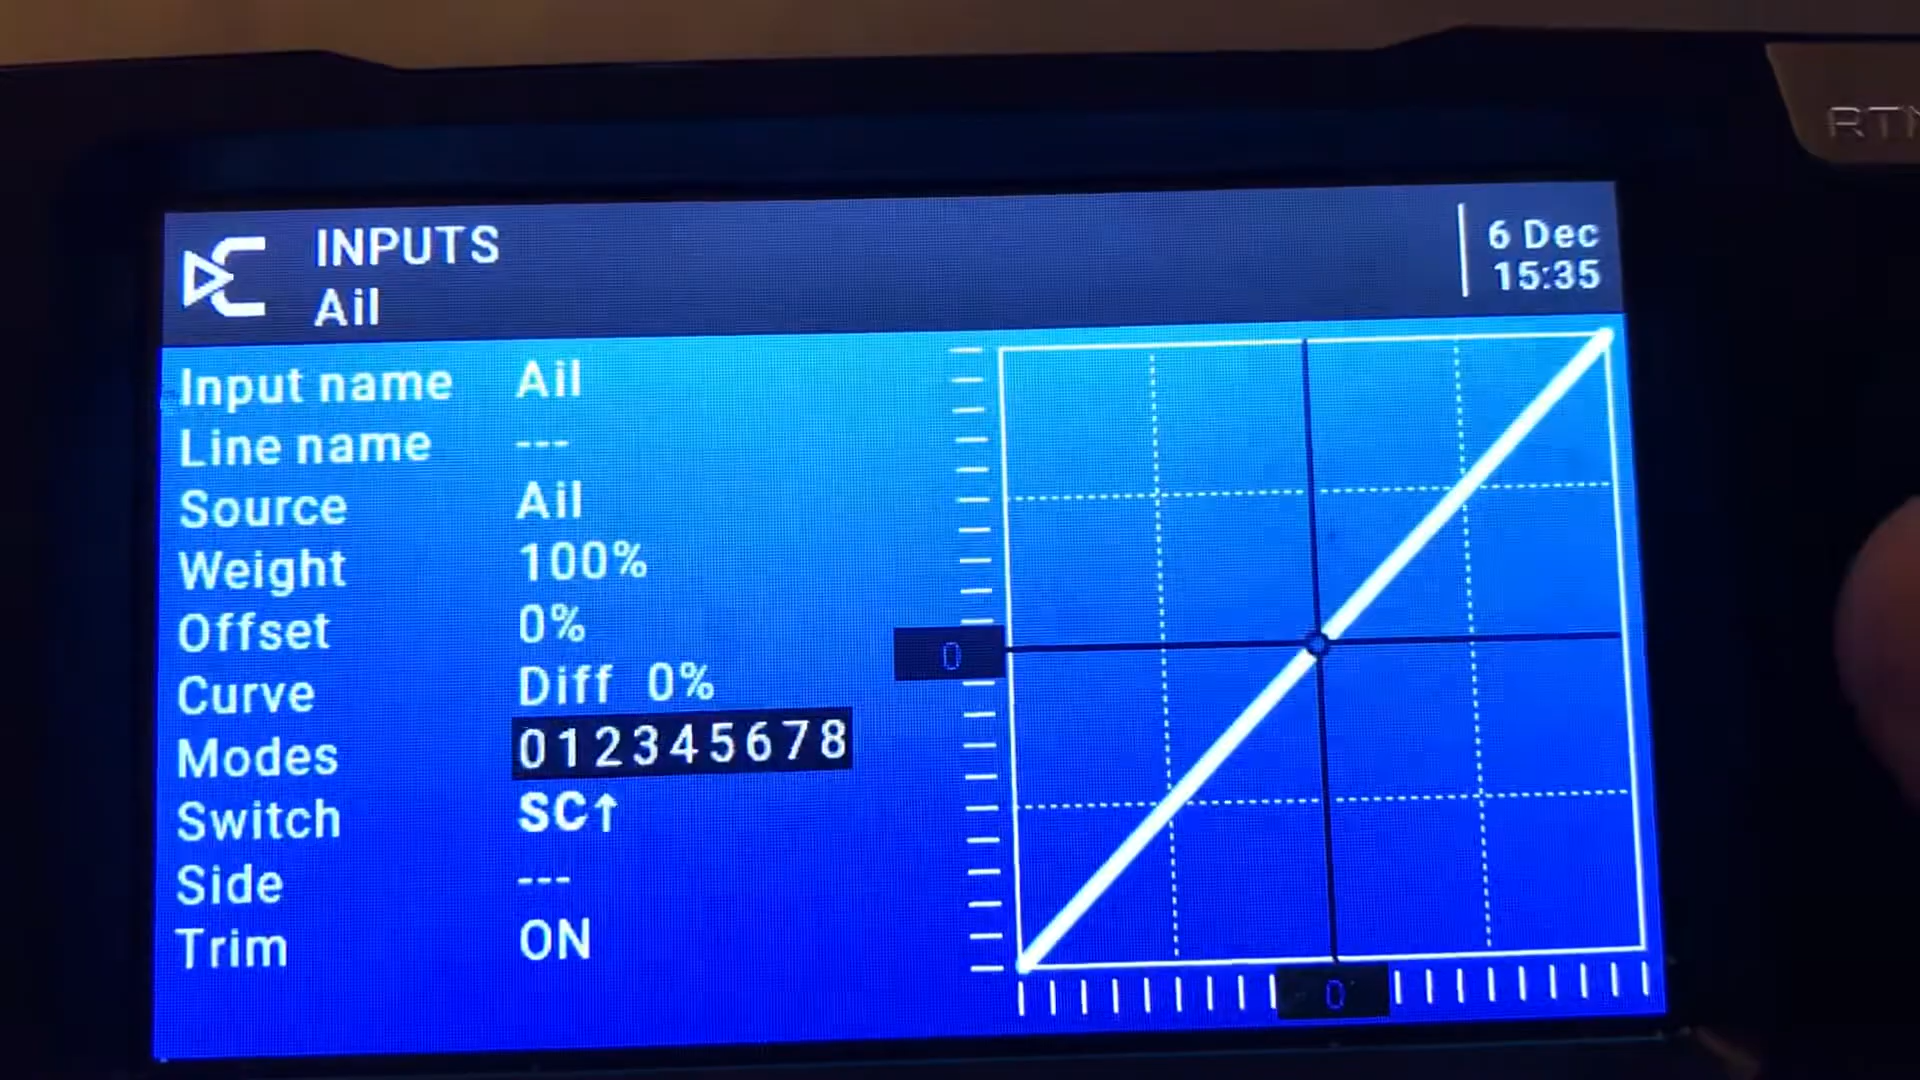 RTN
INPUTS
Ail
6 Dec
15:35
Input name Ail
Line name ---
Source Ail
Weight 100%
Offset 0%
Curve Diff 0%
Modes 012345678
Switch SC↑
Side ---
Trim ON
0
0